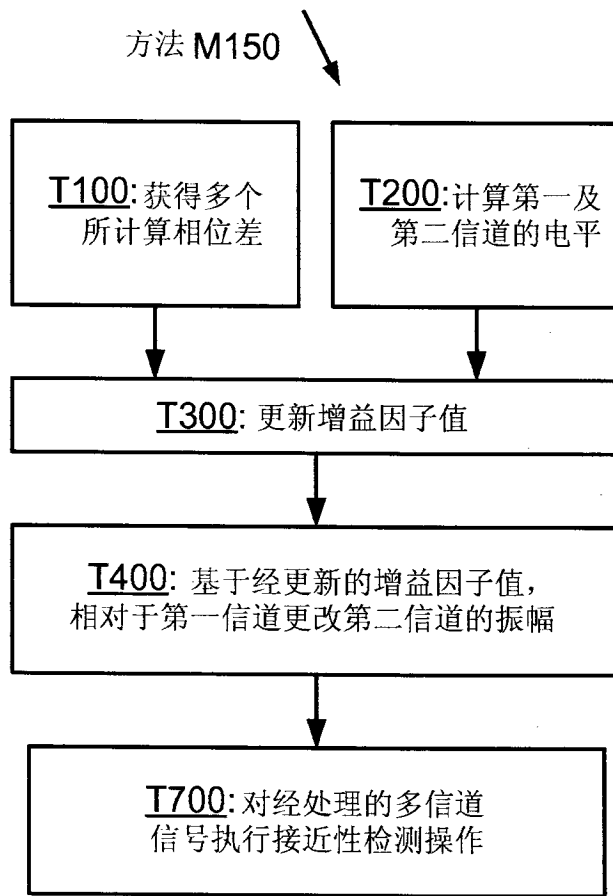 方法 M150
T100: 获得多个
所计算相位差
T200:计算第一及
第二信道的电平
T300: 更新增益因子值
T400: 基于经更新的增益因子值，
相对于第一信道更改第二信道的振幅
T700:对经处理的多信道
信号执行接近性检测操作